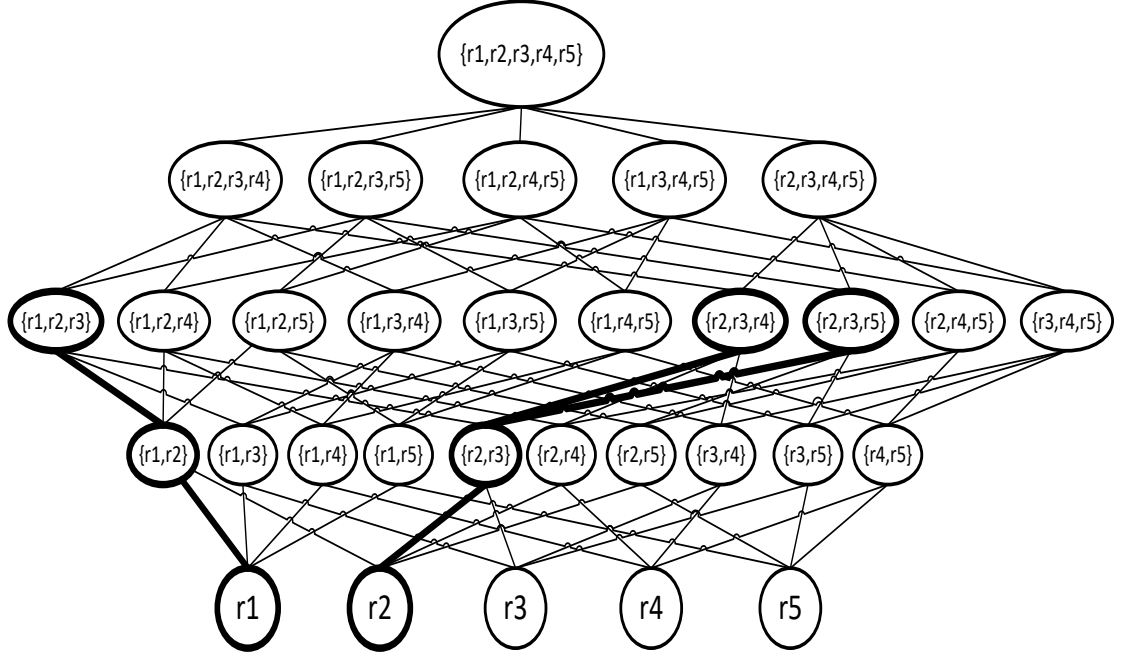 {r1,r2,r3,r4,r5}
{r1,r2,r3,r4} {r1,r2,r3,r5} {r1,r2,r4,r5} {r1,r3,r4,r5} {r2,r3,r4,r5}
{r1,r2,r3} {r1,r2,r4} {r1,r2,r5} {r1,r3,r4} {r1,r3,r5} {r1,r4,r5} {r2,r3,r4} {r2,r3,r5} {r2,r4,r5} {r3,r4,r5}
{r1,r2} {r1,r3} {r1,r4} {r1,r5} {r2,r3} {r2,r4} {r2,r5} {r3,r4} {r3,r5} {r4,r5}
r1 r2 r3 r4 r5